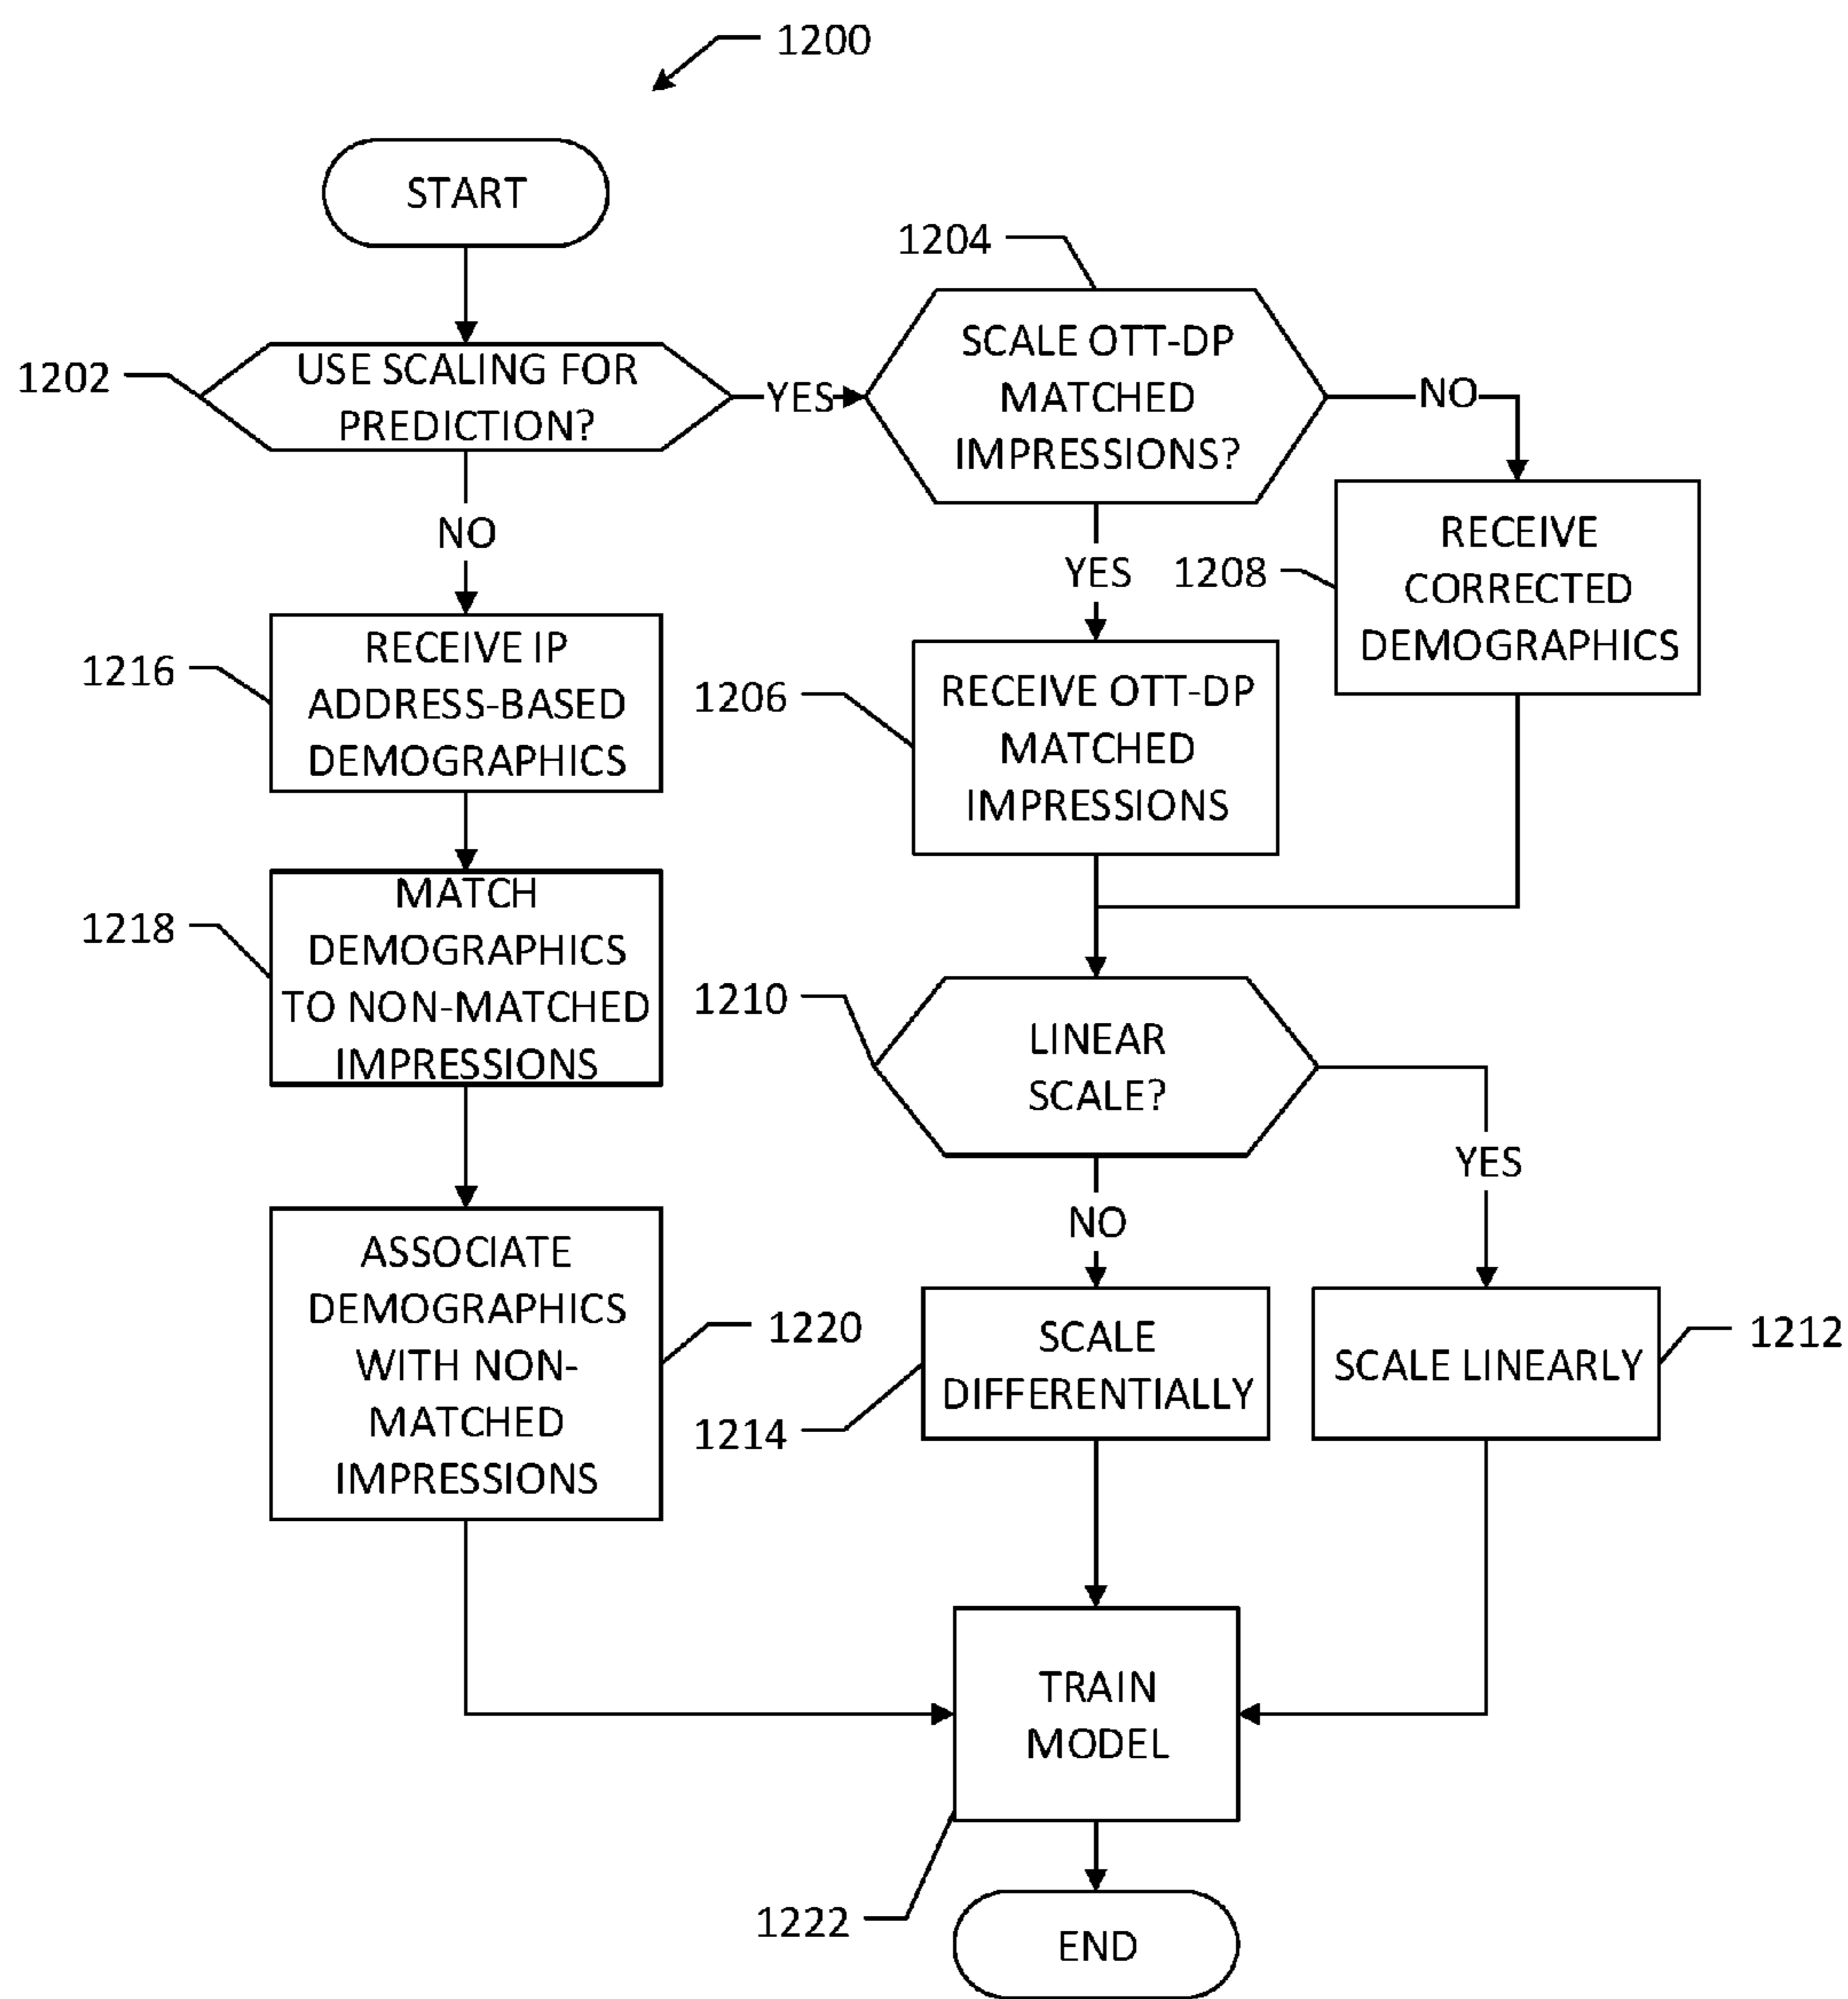 1200
START
1204
1202
USE SCALING FOR
PREDICTION?
YES
SCALE OTT-DP
MATCHED
IMPRESSIONS?
NO
NO
YES
1208
RECEIVE
CORRECTED
DEMOGRAPHICS
1216
RECEIVE IP
ADDRESS-BASED
DEMOGRAPHICS
1206
RECEIVE OTT-DP
MATCHED
IMPRESSIONS
1218
MATCH
DEMOGRAPHICS
TO NON-MATCHED
IMPRESSIONS
1210
LINEAR
SCALE?
YES
NO
ASSOCIATE
DEMOGRAPHICS
WITH NON-
MATCHED
IMPRESSIONS
1220
SCALE
DIFFERENTIALLY
1214
SCALE LINEARLY
1212
TRAIN
MODEL
1222
END